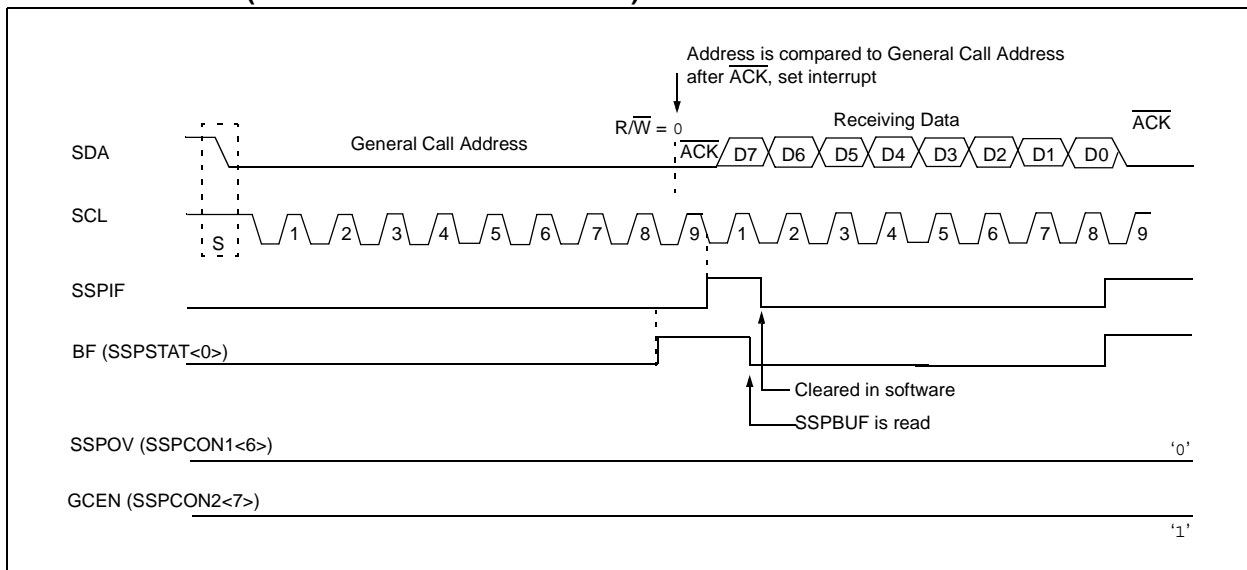 Address is compared to General Call Address
after ACK, set interrupt
R/W = 0
Receiving Data
ACK
SDA
General Call Address
ACK
D7
D6
D5
D4
D3
D2
D1
D0
SCL
S
1
2
3
4
5
6
7
8
9
1
2
3
4
5
6
7
8
9
SSPIF
BF (SSPSTAT<0>)
Cleared in software
SSPBUF is read
SSPOV (SSPCON1<6>)
‘0’
GCEN (SSPCON2<7>)
‘1’